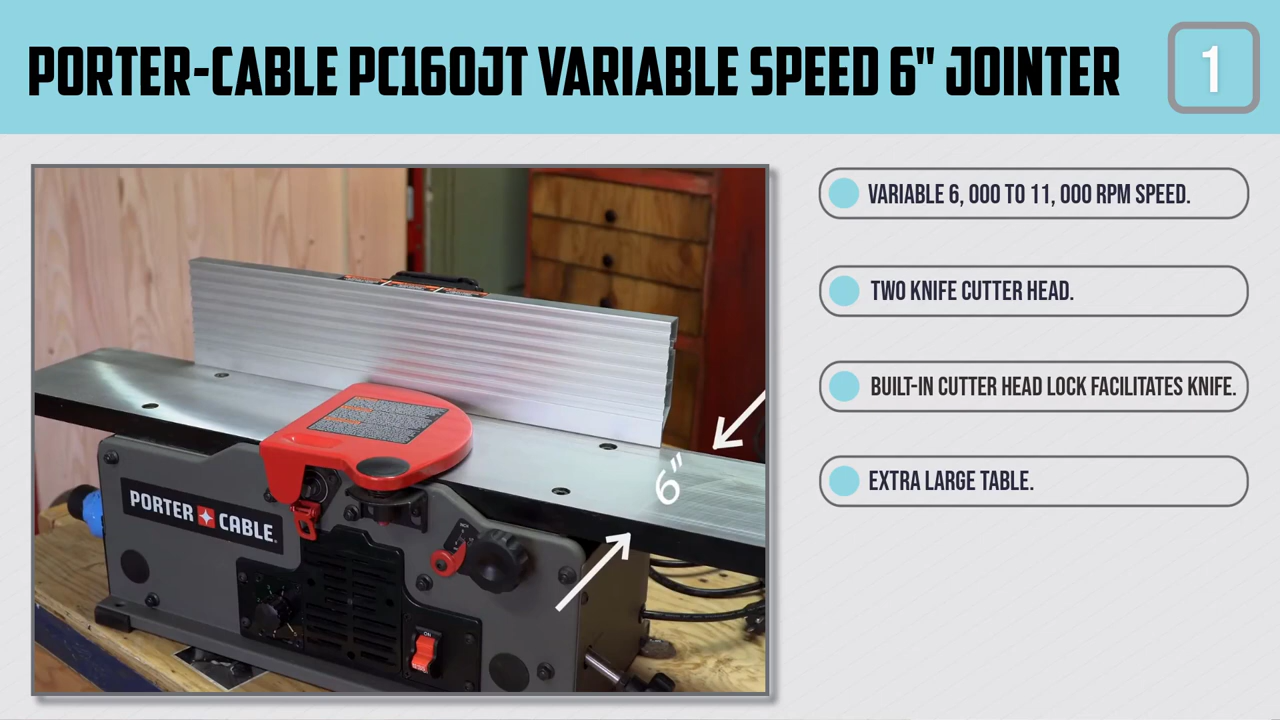 PORTER-CABLE PC160JT VARIABLE SPEED 6" JOINTER
1
VARIABLE 6, 000 TO 11, 000 RPM SPEED.
TWO KNIFE CUTTER HEAD.
BUILT-IN CUTTER HEAD LOCK FACILITATES KNIFE.
EXTRA LARGE TABLE.
6"
PORTER CABLE
ON